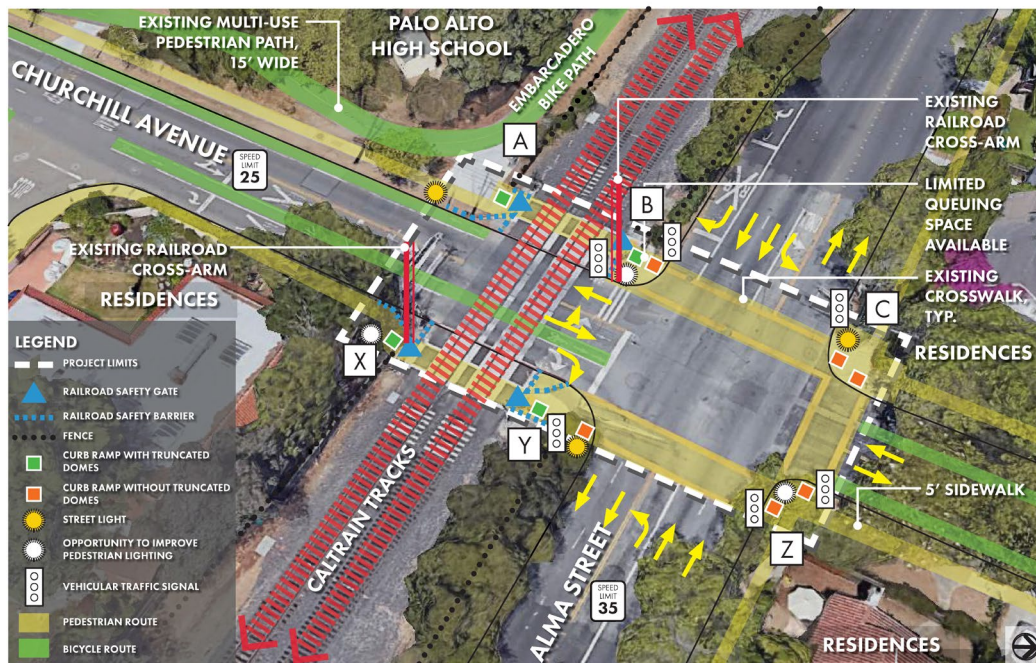 EXISTING MULTI-USE
PEDESTRIAN PATH,
15' WIDE
PALO ALTO
HIGH SCHOOL
EMBARCADERO
BIKE PATH
CHURCHILL AVENUE
SPEED
LIMIT
25
A
EXISTING
RAILROAD
CROSS-ARM
B
LIMITED
QUEUING
SPACE
AVAILABLE
EXISTING RAILROAD
CROSS-ARM
EXISTING
CROSSWALK,
TYP.
C
RESIDENCES
RESIDENCES
X
Y
5' SIDEWALK
Z
CALTRAIN TRACKS
ALMA STREET
SPEED
LIMIT
35
RESIDENCES
LEGEND
PROJECT LIMITS
RAILROAD SAFETY GATE
RAILROAD SAFETY BARRIER
FENCE
CURB RAMP WITH TRUNCATED
DOMES
CURB RAMP WITHOUT TRUNCATED
DOMES
STREET LIGHT
OPPORTUNITY TO IMPROVE
PEDESTRIAN LIGHTING
VEHICULAR TRAFFIC SIGNAL
PEDESTRIAN ROUTE
BICYCLE ROUTE